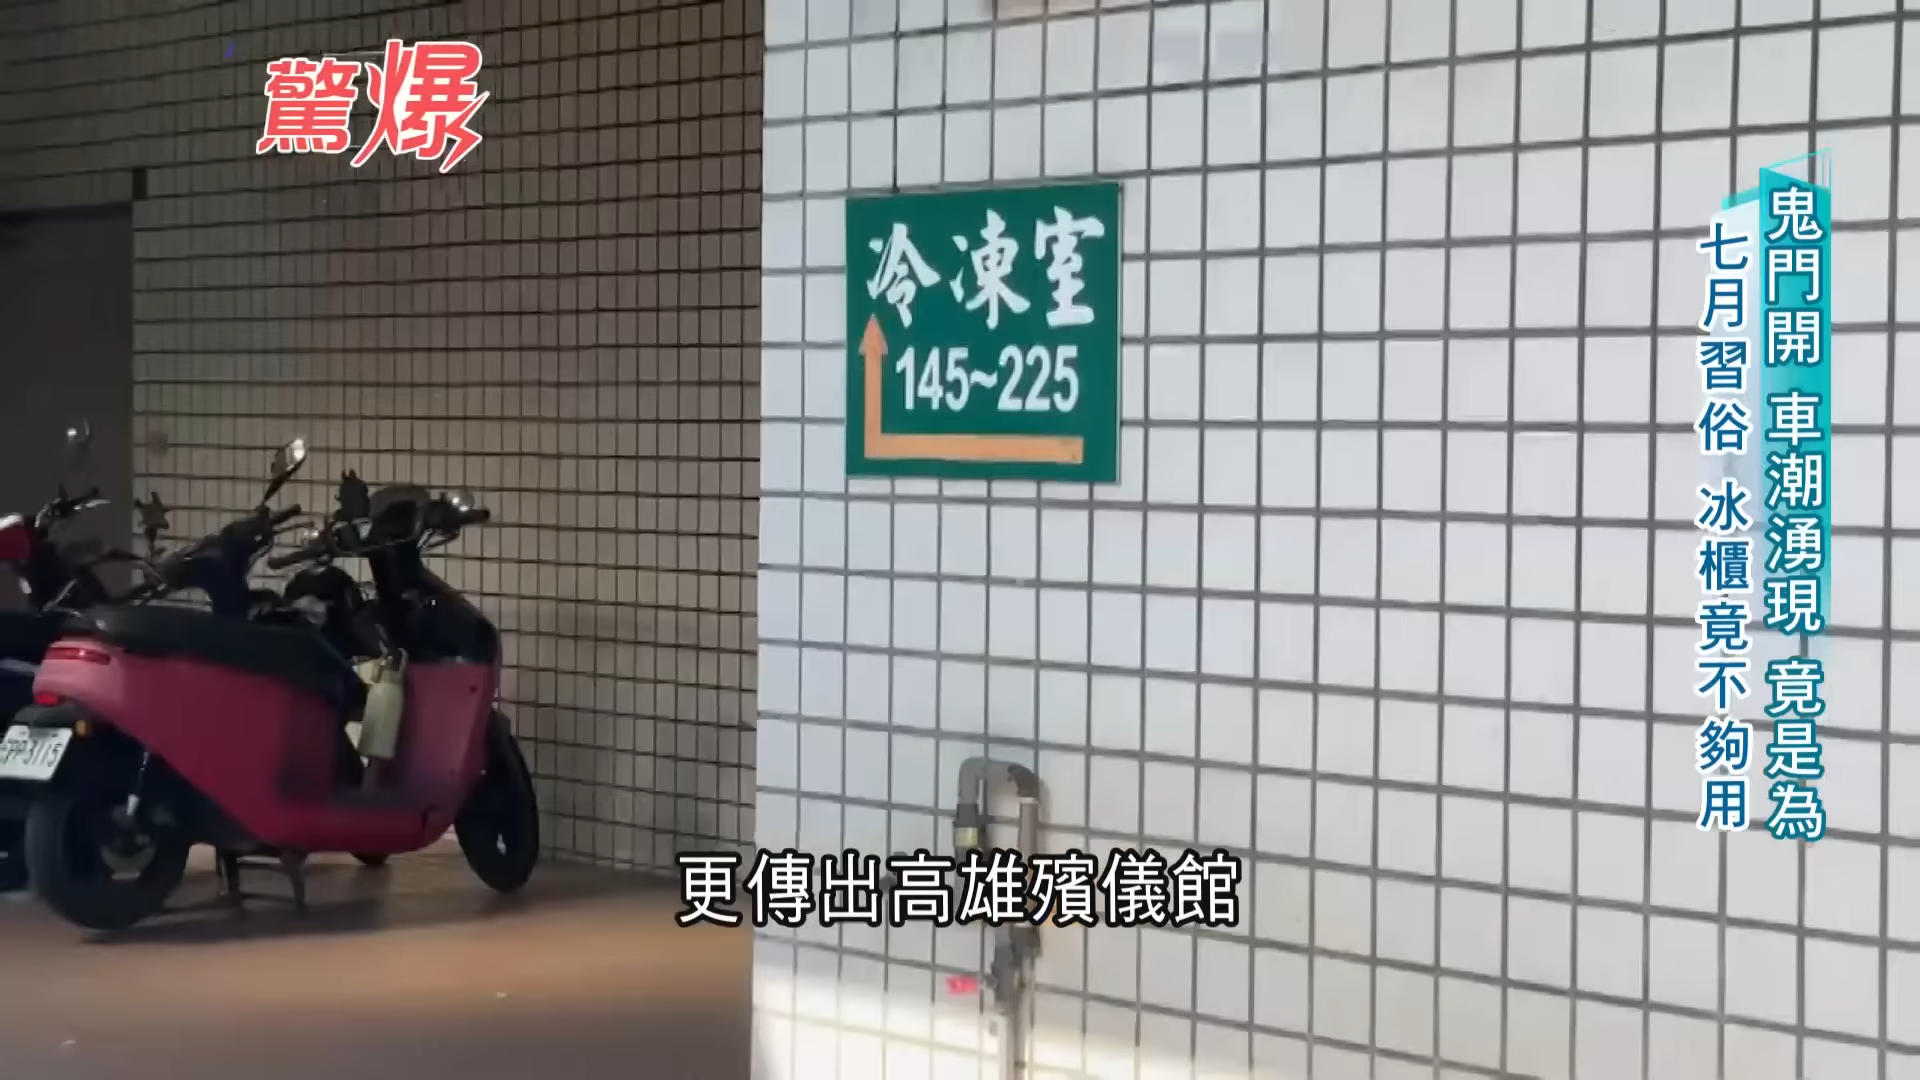 驚爆
冷凍室
145~225
鬼門開 車潮湧現 竟是為
七月習俗 冰櫃竟不夠用
更傳出高雄殯儀館